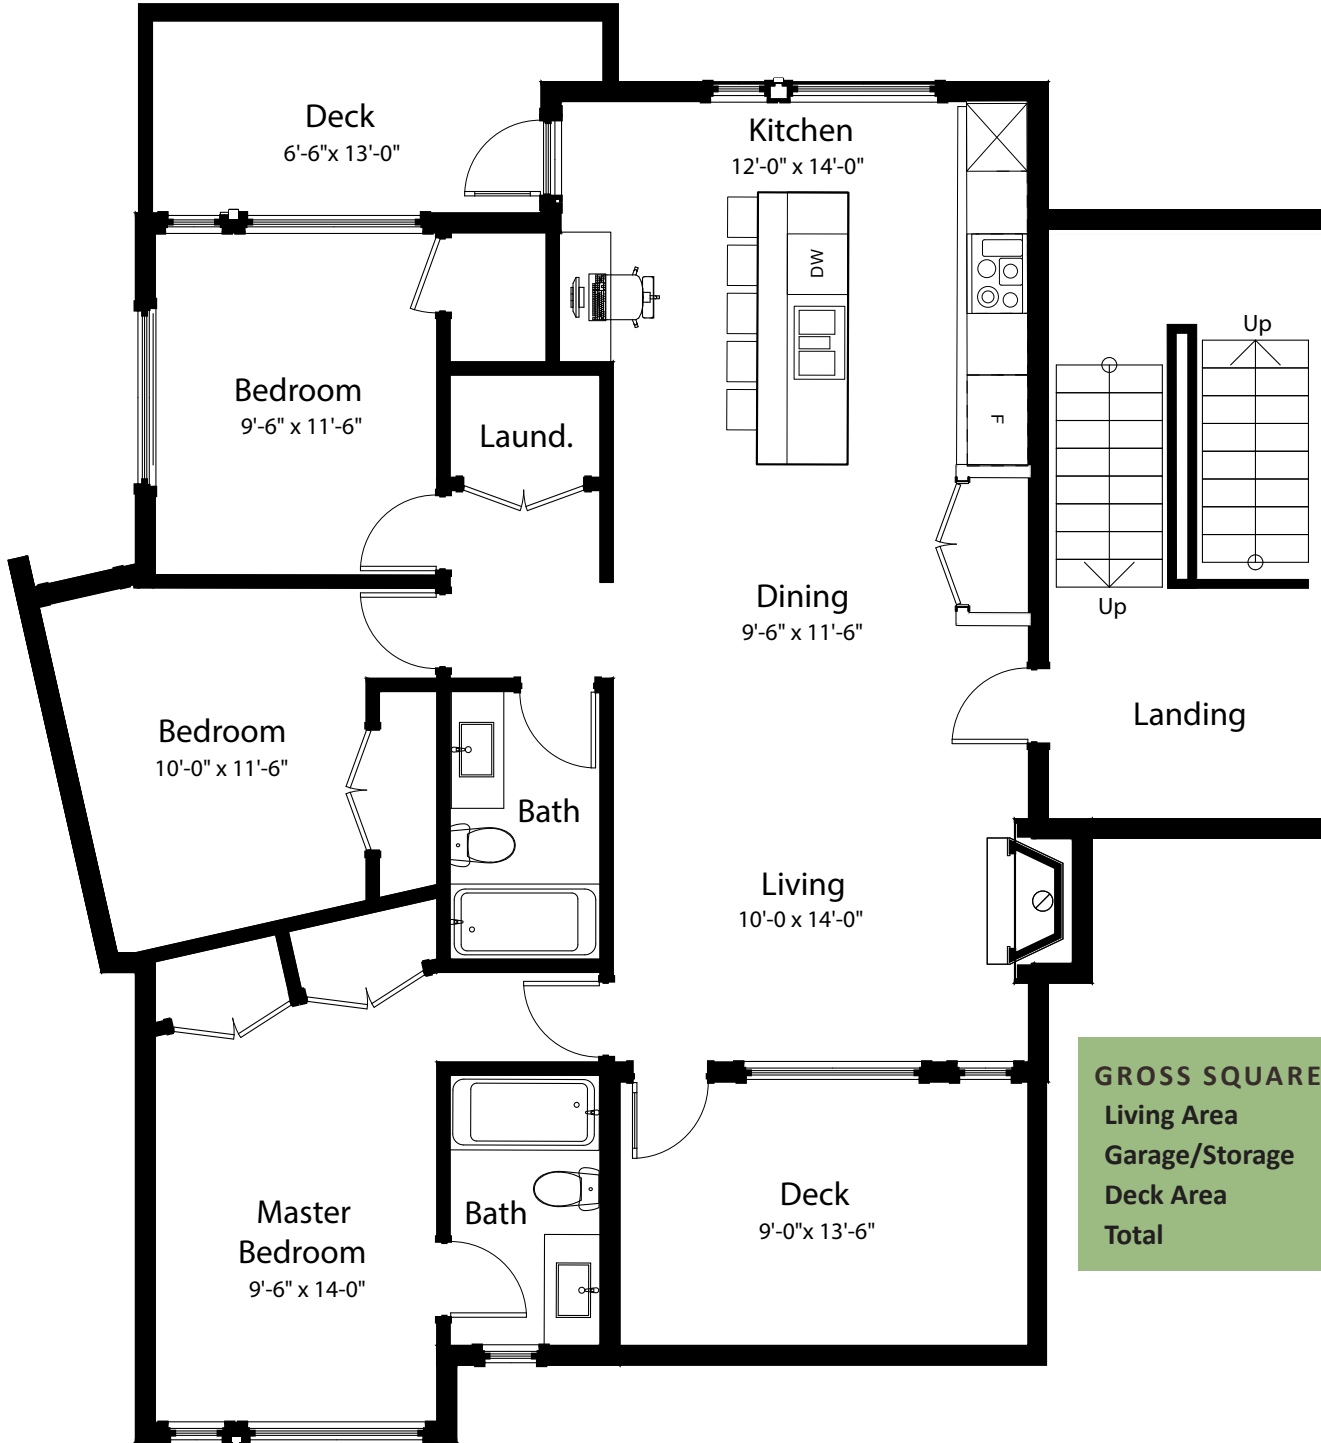 Deck
6'-6"x 13'-0"
Kitchen
12'-0" x 14'-0"
DW
Up
Bedroom
9'-6" x 11'-6"
F
Laund.
Up
Dining
9'-6" x 11'-6"
Landing
Bedroom
10'-0" x 11'-6"
Bath
Living
10'-0 x 14'-0"
GROSS SQUARE
Living Area
Garage/Storage
Deck Area
Total
Deck
9'-0"x 13'-6"
Bath
Master
Bedroom
9'-6" x 14-0"